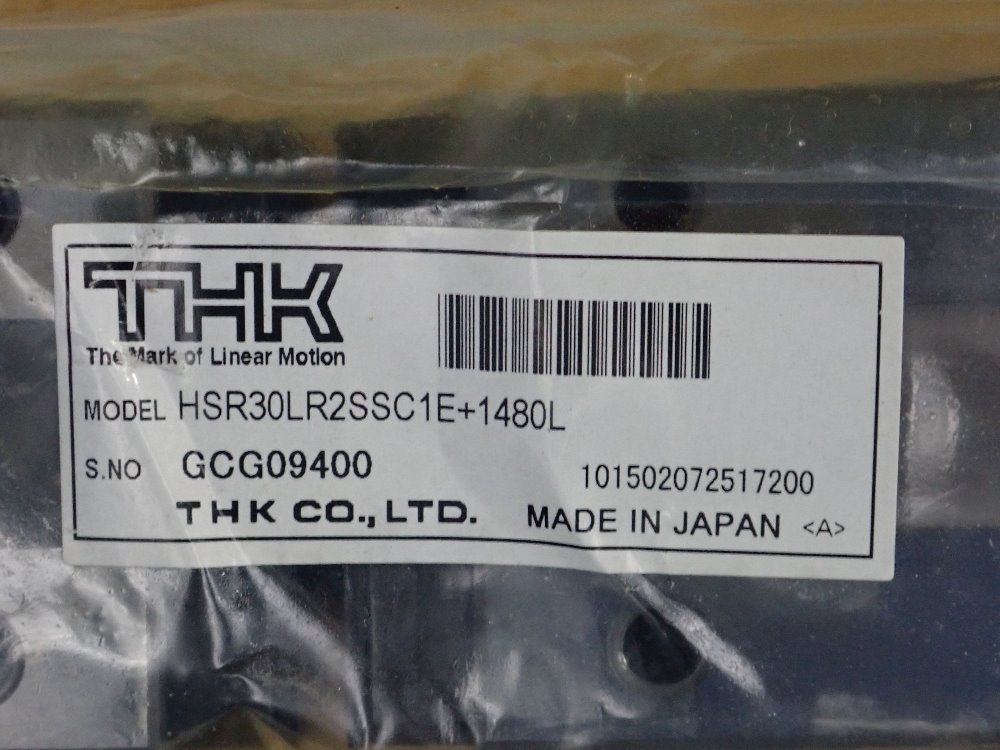 THK
The Mark of Linear Motion
MODEL HSR30LR2SSC1E+1480L
S.NO GCG09400 101502072517200
THK CO., LTD. MADE IN JAPAN <A>